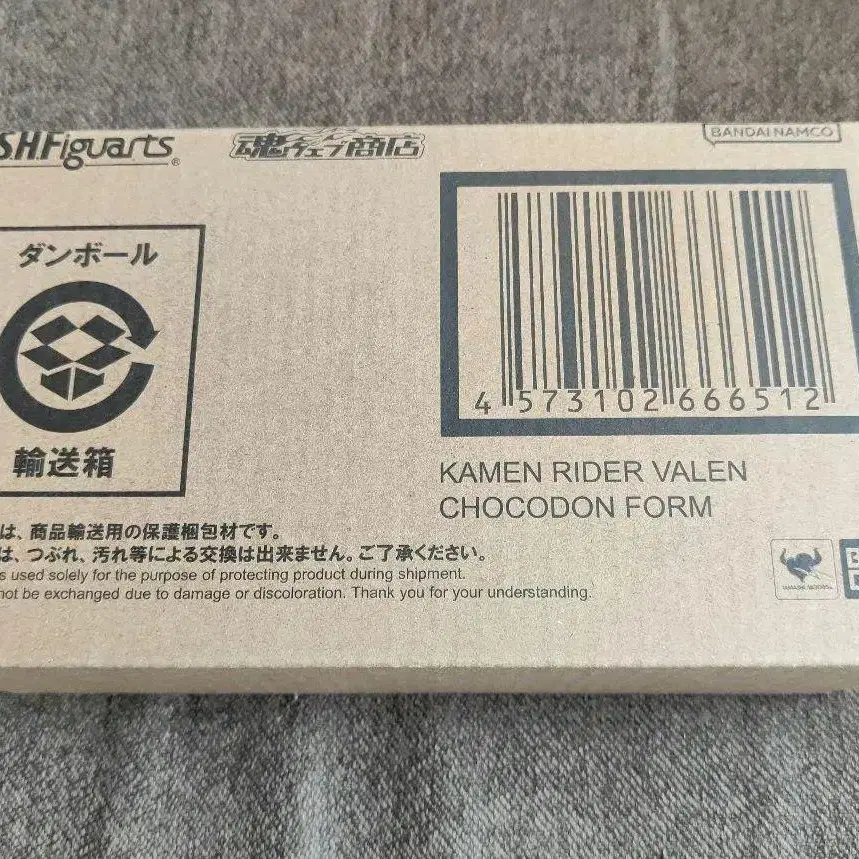 S.H.Figuarts®
魂ウェブ商店
BANDAI NAMCO
ダンボール
輸送箱
4 573102 666512
KAMEN RIDER VALEN
CHOCODON FORM
は、商品輸送用の保護梱包材です。
は、つぶれ、汚れ等による交換は出来ません。ご了承ください。
s used solely for the purpose of protecting product during shipment.
not be exchanged due to damage or discoloration. Thank you for your understanding.